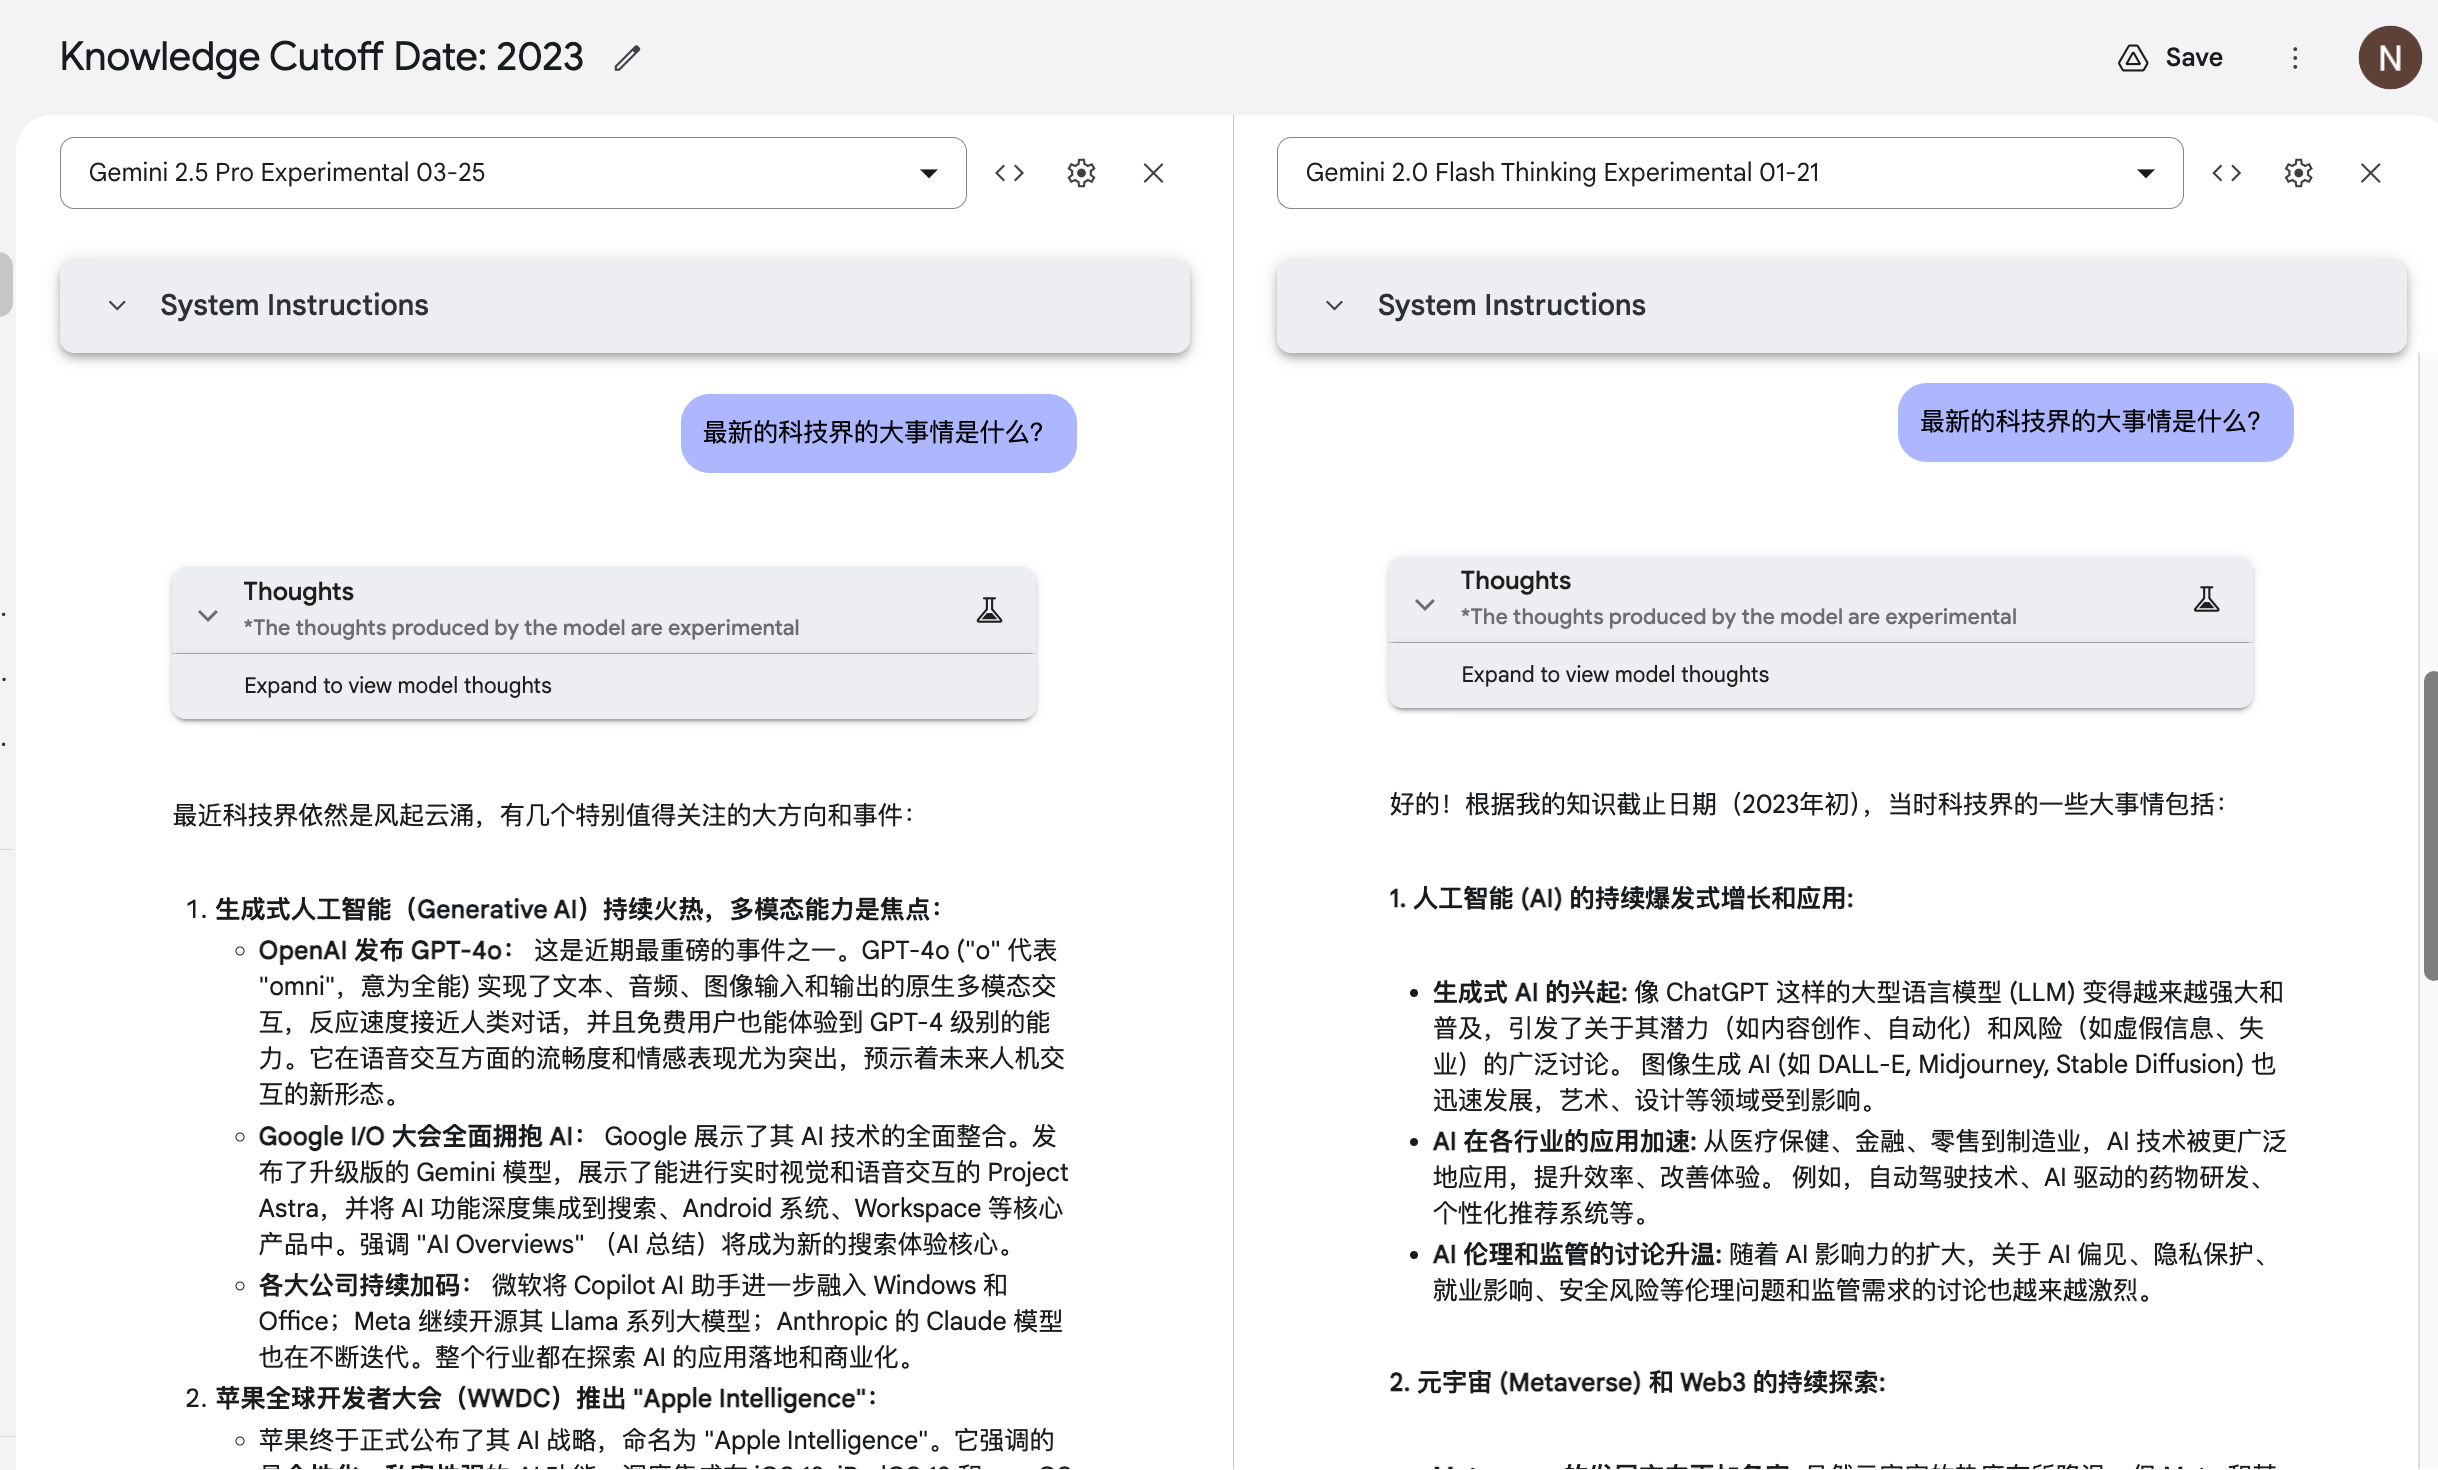 Knowledge Cutoff Date: 2023
Save
N
Gemini 2.5 Pro Experimental 03-25
System Instructions
最新的科技界的大事情是什么?
Thoughts
*The thoughts produced by the model are experimental
Expand to view model thoughts
最近科技界依然是风起云涌，有几个特别值得关注的大方向和事件：
1. 生成式人工智能（Generative AI）持续火热，多模态能力是焦点：
OpenAI 发布 GPT-4o： 这是近期最重磅的事件之一。GPT-4o ("o" 代表
"omni"，意为全能) 实现了文本、音频、图像输入和输出的原生多模态交
互，反应速度接近人类对话，并且免费用户也能体验到 GPT-4 级别的能
力。它在语音交互方面的流畅度和情感表现尤为突出，预示着未来人机交
互的新形态。
Google I/O 大会全面拥抱 AI： Google 展示了其 AI 技术的全面整合。发
布了升级版的 Gemini 模型，展示了能进行实时视觉和语音交互的 Project
Astra，并将 AI 功能深度集成到搜索、Android 系统、Workspace 等核心
产品中。强调 "AI Overviews" （AI 总结）将成为新的搜索体验核心。
各大公司持续加码： 微软将 Copilot AI 助手进一步融入 Windows 和
Office；Meta 继续开源其 Llama 系列大模型；Anthropic 的 Claude 模型
也在不断迭代。整个行业都在探索 AI 的应用落地和商业化。
2. 苹果全球开发者大会（WWDC）推出 "Apple Intelligence"：
苹果终于正式公布了其 AI 战略，命名为 "Apple Intelligence"。它强调的
Gemini 2.0 Flash Thinking Experimental 01-21
System Instructions
最新的科技界的大事情是什么?
Thoughts
*The thoughts produced by the model are experimental
Expand to view model thoughts
好的！根据我的知识截止日期（2023年初），当时科技界的一些大事情包括：
1. 人工智能 (AI) 的持续爆发式增长和应用:
生成式 AI 的兴起: 像 ChatGPT 这样的大型语言模型 (LLM) 变得越来越强大和
普及，引发了关于其潜力（如内容创作、自动化）和风险（如虚假信息、失
业）的广泛讨论。 图像生成 AI (如 DALL-E, Midjourney, Stable Diffusion) 也
迅速发展，艺术、设计等领域受到影响。
AI 在各行业的应用加速: 从医疗保健、金融、零售到制造业，AI 技术被更广泛
地应用，提升效率、改善体验。 例如，自动驾驶技术、AI 驱动的药物研发、
个性化推荐系统等。
AI 伦理和监管的讨论升温: 随着 AI 影响力的扩大，关于 AI 偏见、隐私保护、
就业影响、安全风险等伦理问题和监管需求的讨论也越来越激烈。
2. 元宇宙 (Metaverse) 和 Web3 的持续探索: